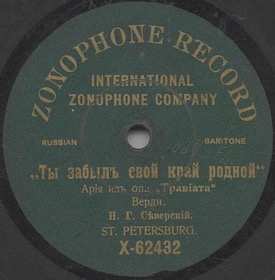 ZONOPHONE RECORD
INTERNATIONAL
ZONOPHONE COMPANY
RUSSIAN BARITONE
„Ты забылъ свой край родной"
Арія изъ оп. „Травіата"
Верди.
Н. Г. Сѣверскій.
ST. PETERSBURG.
X-62432